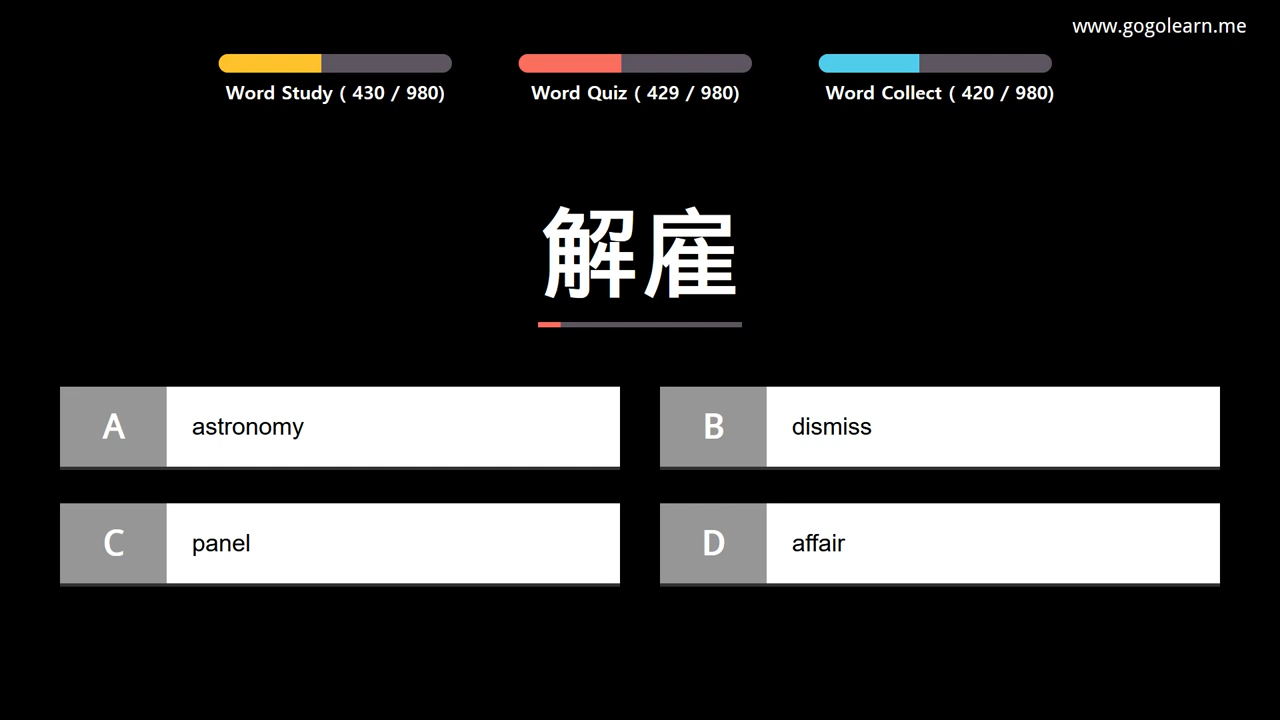 www.gogolearn.me
Word Study ( 430 / 980)
Word Quiz ( 429 / 980)
Word Collect ( 420 / 980)
解雇
A astronomy
B dismiss
C panel
D affair